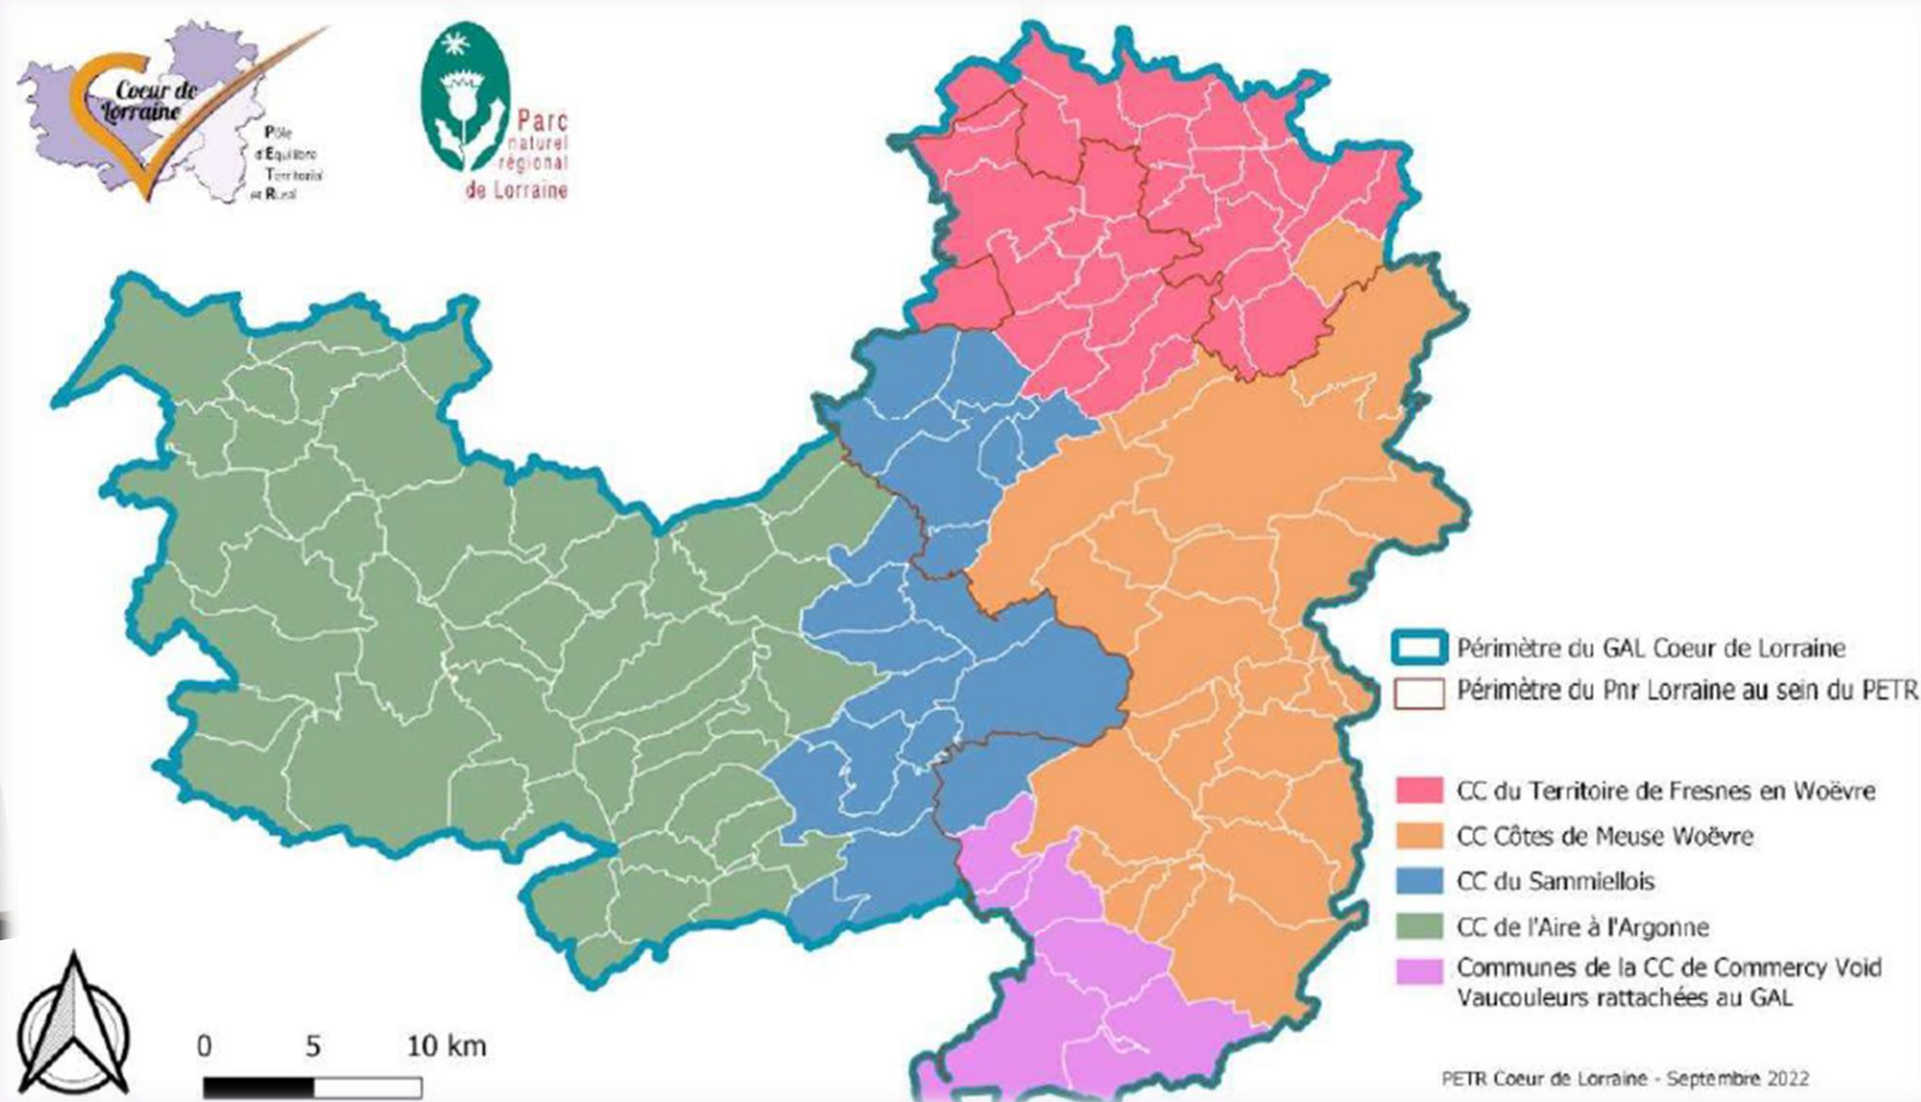 Coeur de
Lorraine
Pôle
d'Equilibre
Territorial
et Rural
Parc
naturel
régional
de Lorraine
Périmètre du GAL Coeur de Lorraine
Périmètre du Pnr Lorraine au sein du PETR
CC du Territoire de Fresnes en Woëvre
CC Côtes de Meuse Woëvre
CC du Sammiellois
CC de l'Aire à l'Argonne
Communes de la CC de Commercy Void
Vaucouleurs rattachées au GAL
0 5 10 km
PETR Coeur de Lorraine - Septembre 2022